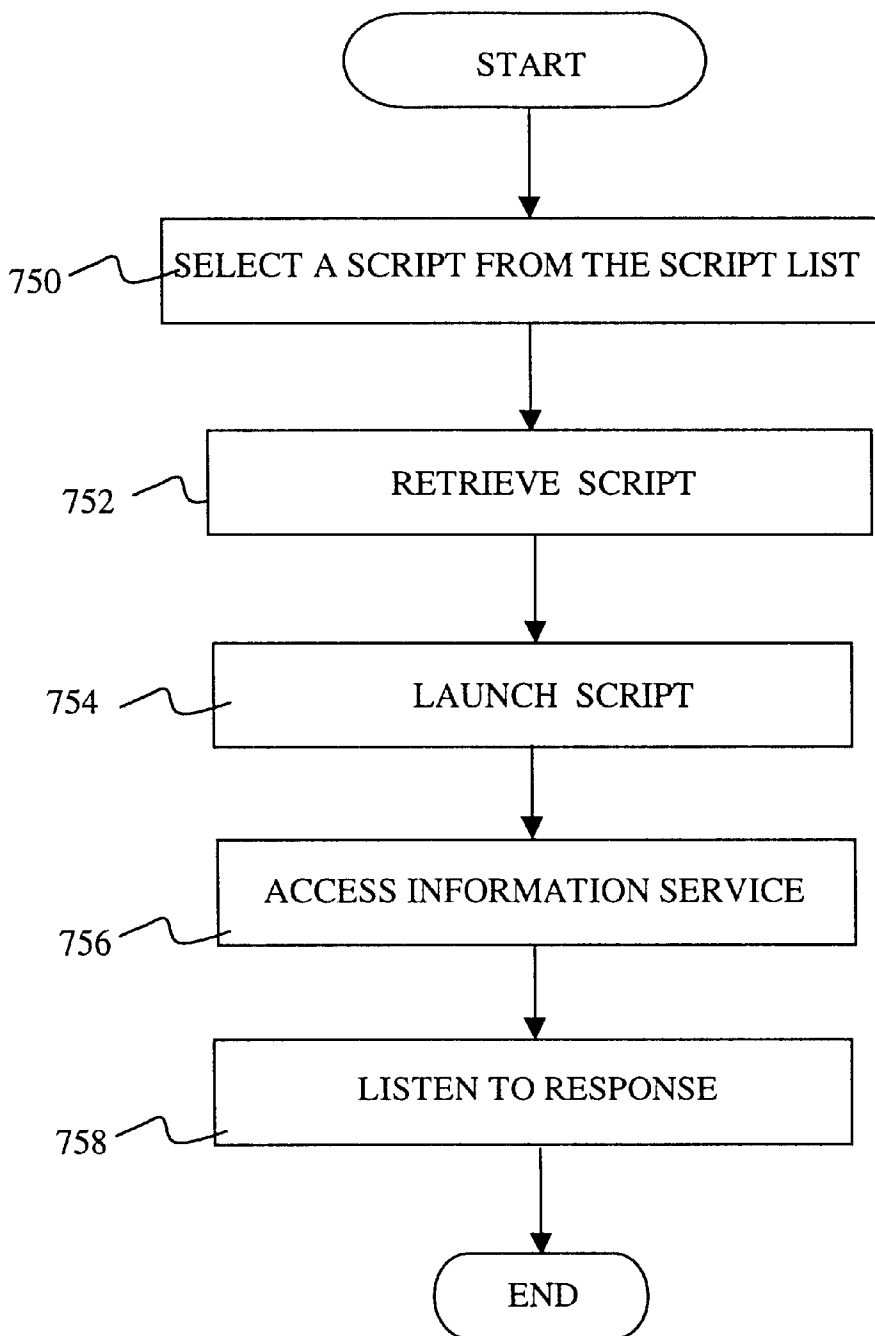 START
750
SELECT A SCRIPT FROM THE SCRIPT LIST
752
RETRIEVE SCRIPT
754
LAUNCH SCRIPT
756
ACCESS INFORMATION SERVICE
758
LISTEN TO RESPONSE
END